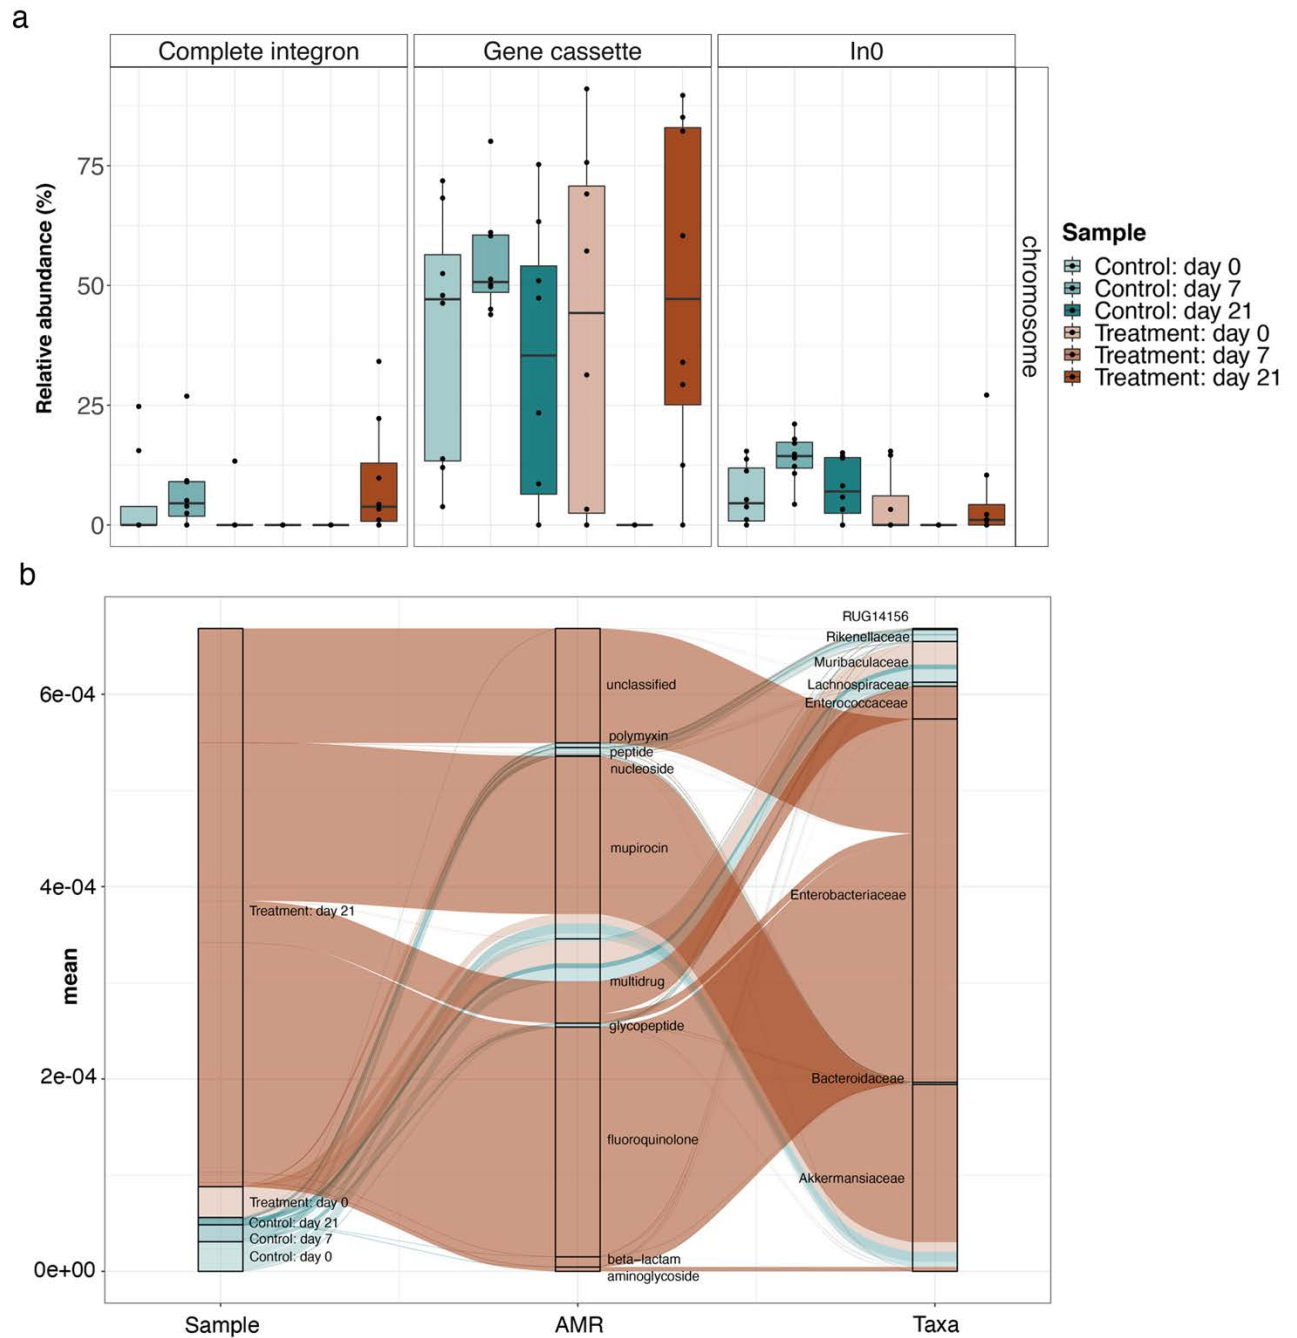 a
Complete integron
Gene cassette
In0
75
50
25
0
Relative abundance (%)
chromosome
Sample
Control: day 0
Control: day 7
Control: day 21
Treatment: day 0
Treatment: day 7
Treatment: day 21
b
6e-04
4e-04
2e-04
0e+00
mean
Treatment: day 21
Treatment: day 0
Control: day 21
Control: day 7
Control: day 0
unclassified
polymyxin
peptide
nucleoside
mupirocin
multidrug
glycopeptide
fluoroquinolone
beta-lactam
aminoglycoside
RUG14156
Rikenellaceae
Muribaculaceae
Lachnospiraceae
Enterococcaceae
Enterobacteriaceae
Bacteroidaceae
Akkermansiaceae
Sample
AMR
Taxa